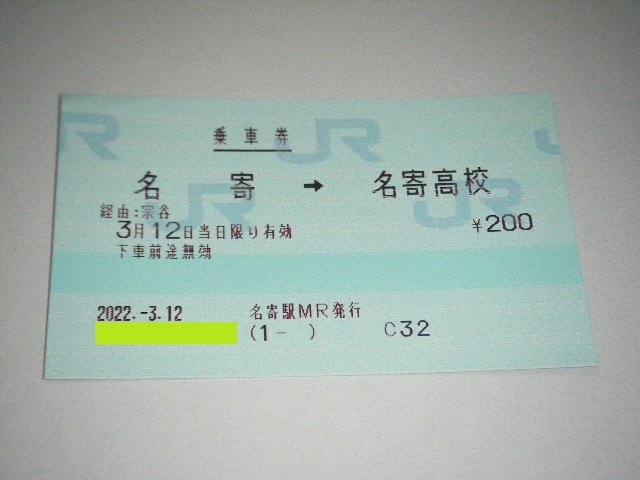 乗車券
名寄 → 名寄高校
経由:宗谷
¥200
3月12日当日限り有効
下車前途無効
2022.-3.12 名寄駅MR発行
(1- ) C32